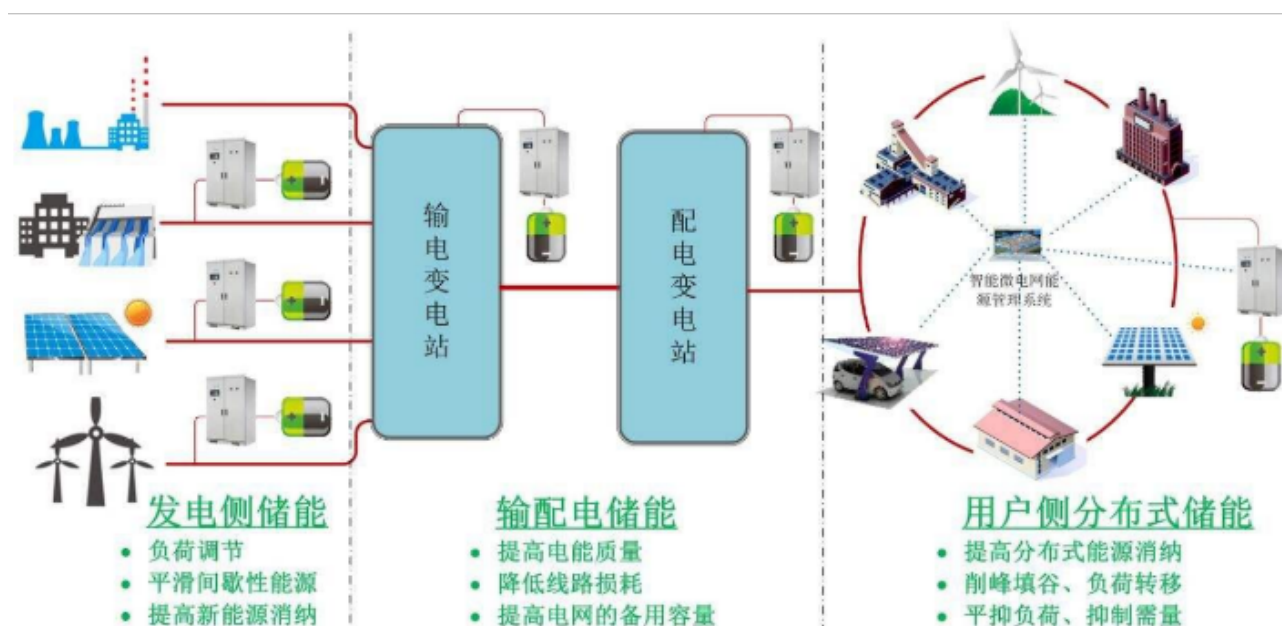 输电变电站
配电变电站
智能微电网能
源管理系统
发电侧储能
• 负荷调节
• 平滑间歇性能源
• 提高新能源消纳
输配电储能
• 提高电能质量
• 降低线路损耗
• 提高电网的备用容量
用户侧分布式储能
• 提高分布式能源消纳
• 削峰填谷、负荷转移
• 平抑负荷、抑制需量